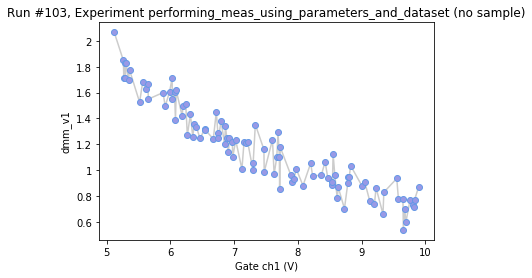 Run #103, Experiment performing_meas_using_parameters_and_dataset (no sample)
2
1.8
1.6
1.4
1.2
1
0.8
0.6
dmm_v1
5 6 7 8 9 10
Gate ch1 (V)